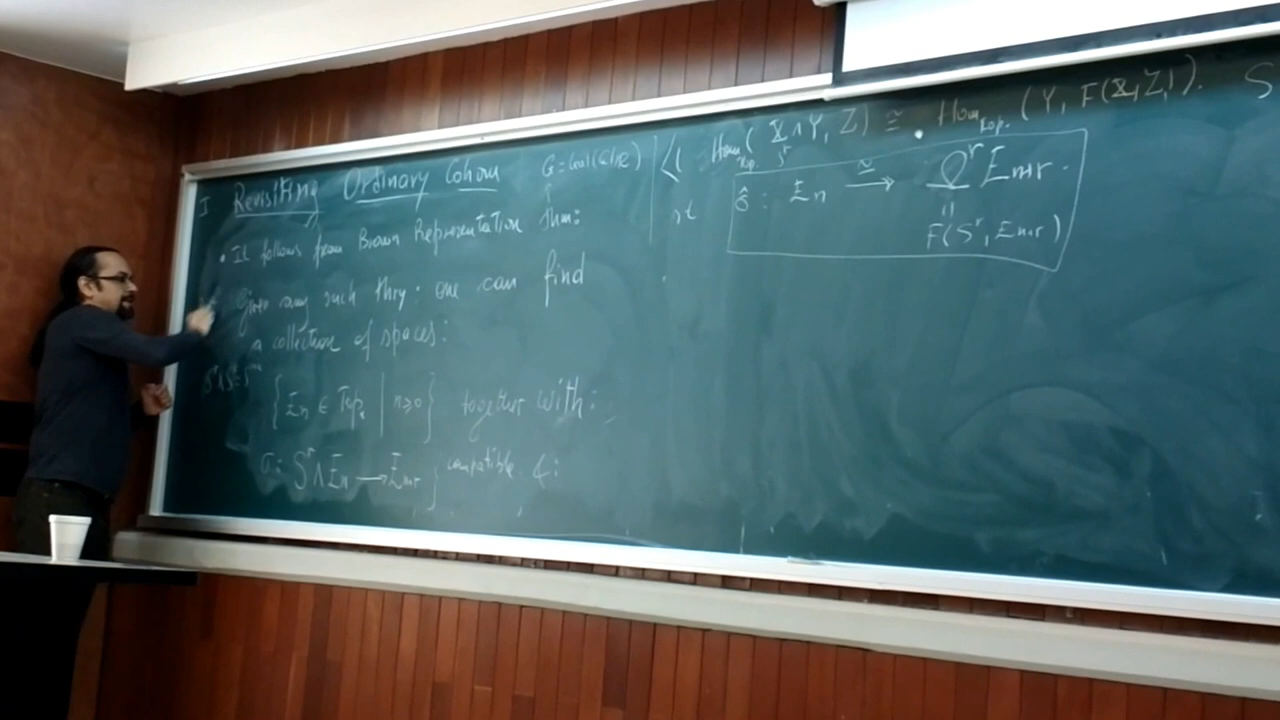 I Revisiting Ordinary Cohom G = Gal(C/R)
• It follows from Brown Representation thm:
Given any such thry: one can find
a collection of spaces:
{ En ∈ Top* | n≥0 } together with:
σ: S^r ∧ En → En+r } compatible &:
Hom_Top. ( X ∧ Y, Z) ≅ Hom_Top. (Y, F(X, Z)).
S^r
st σ̂ : En ≅→ Ω^r En+r .
||
F(S^r, En+r)
S